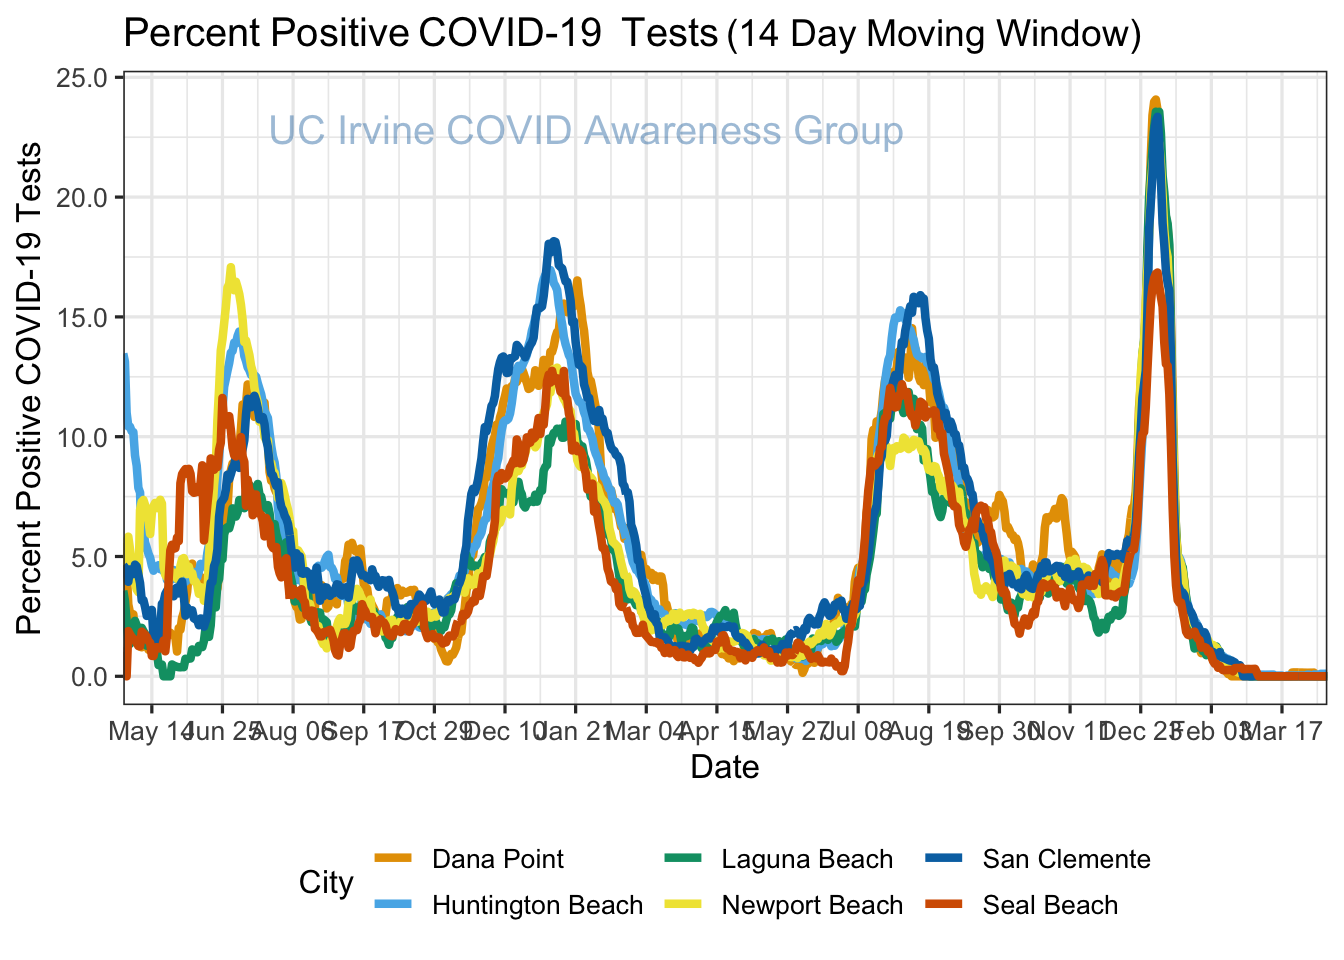 Percent Positive COVID-19 Tests (14 Day Moving Window)
UC Irvine COVID Awareness Group
Percent Positive COVID-19 Tests
25.0
20.0
15.0
10.0
5.0
0.0
May 14 Jun 25 Aug 06 Sep 17 Oct 29 Dec 10 Jan 21 Mar 04 Apr 15 May 27 Jul 08 Aug 19 Sep 30 Nov 11 Dec 23 Feb 03 Mar 17
Date
City
Dana Point Laguna Beach San Clemente
Huntington Beach Newport Beach Seal Beach